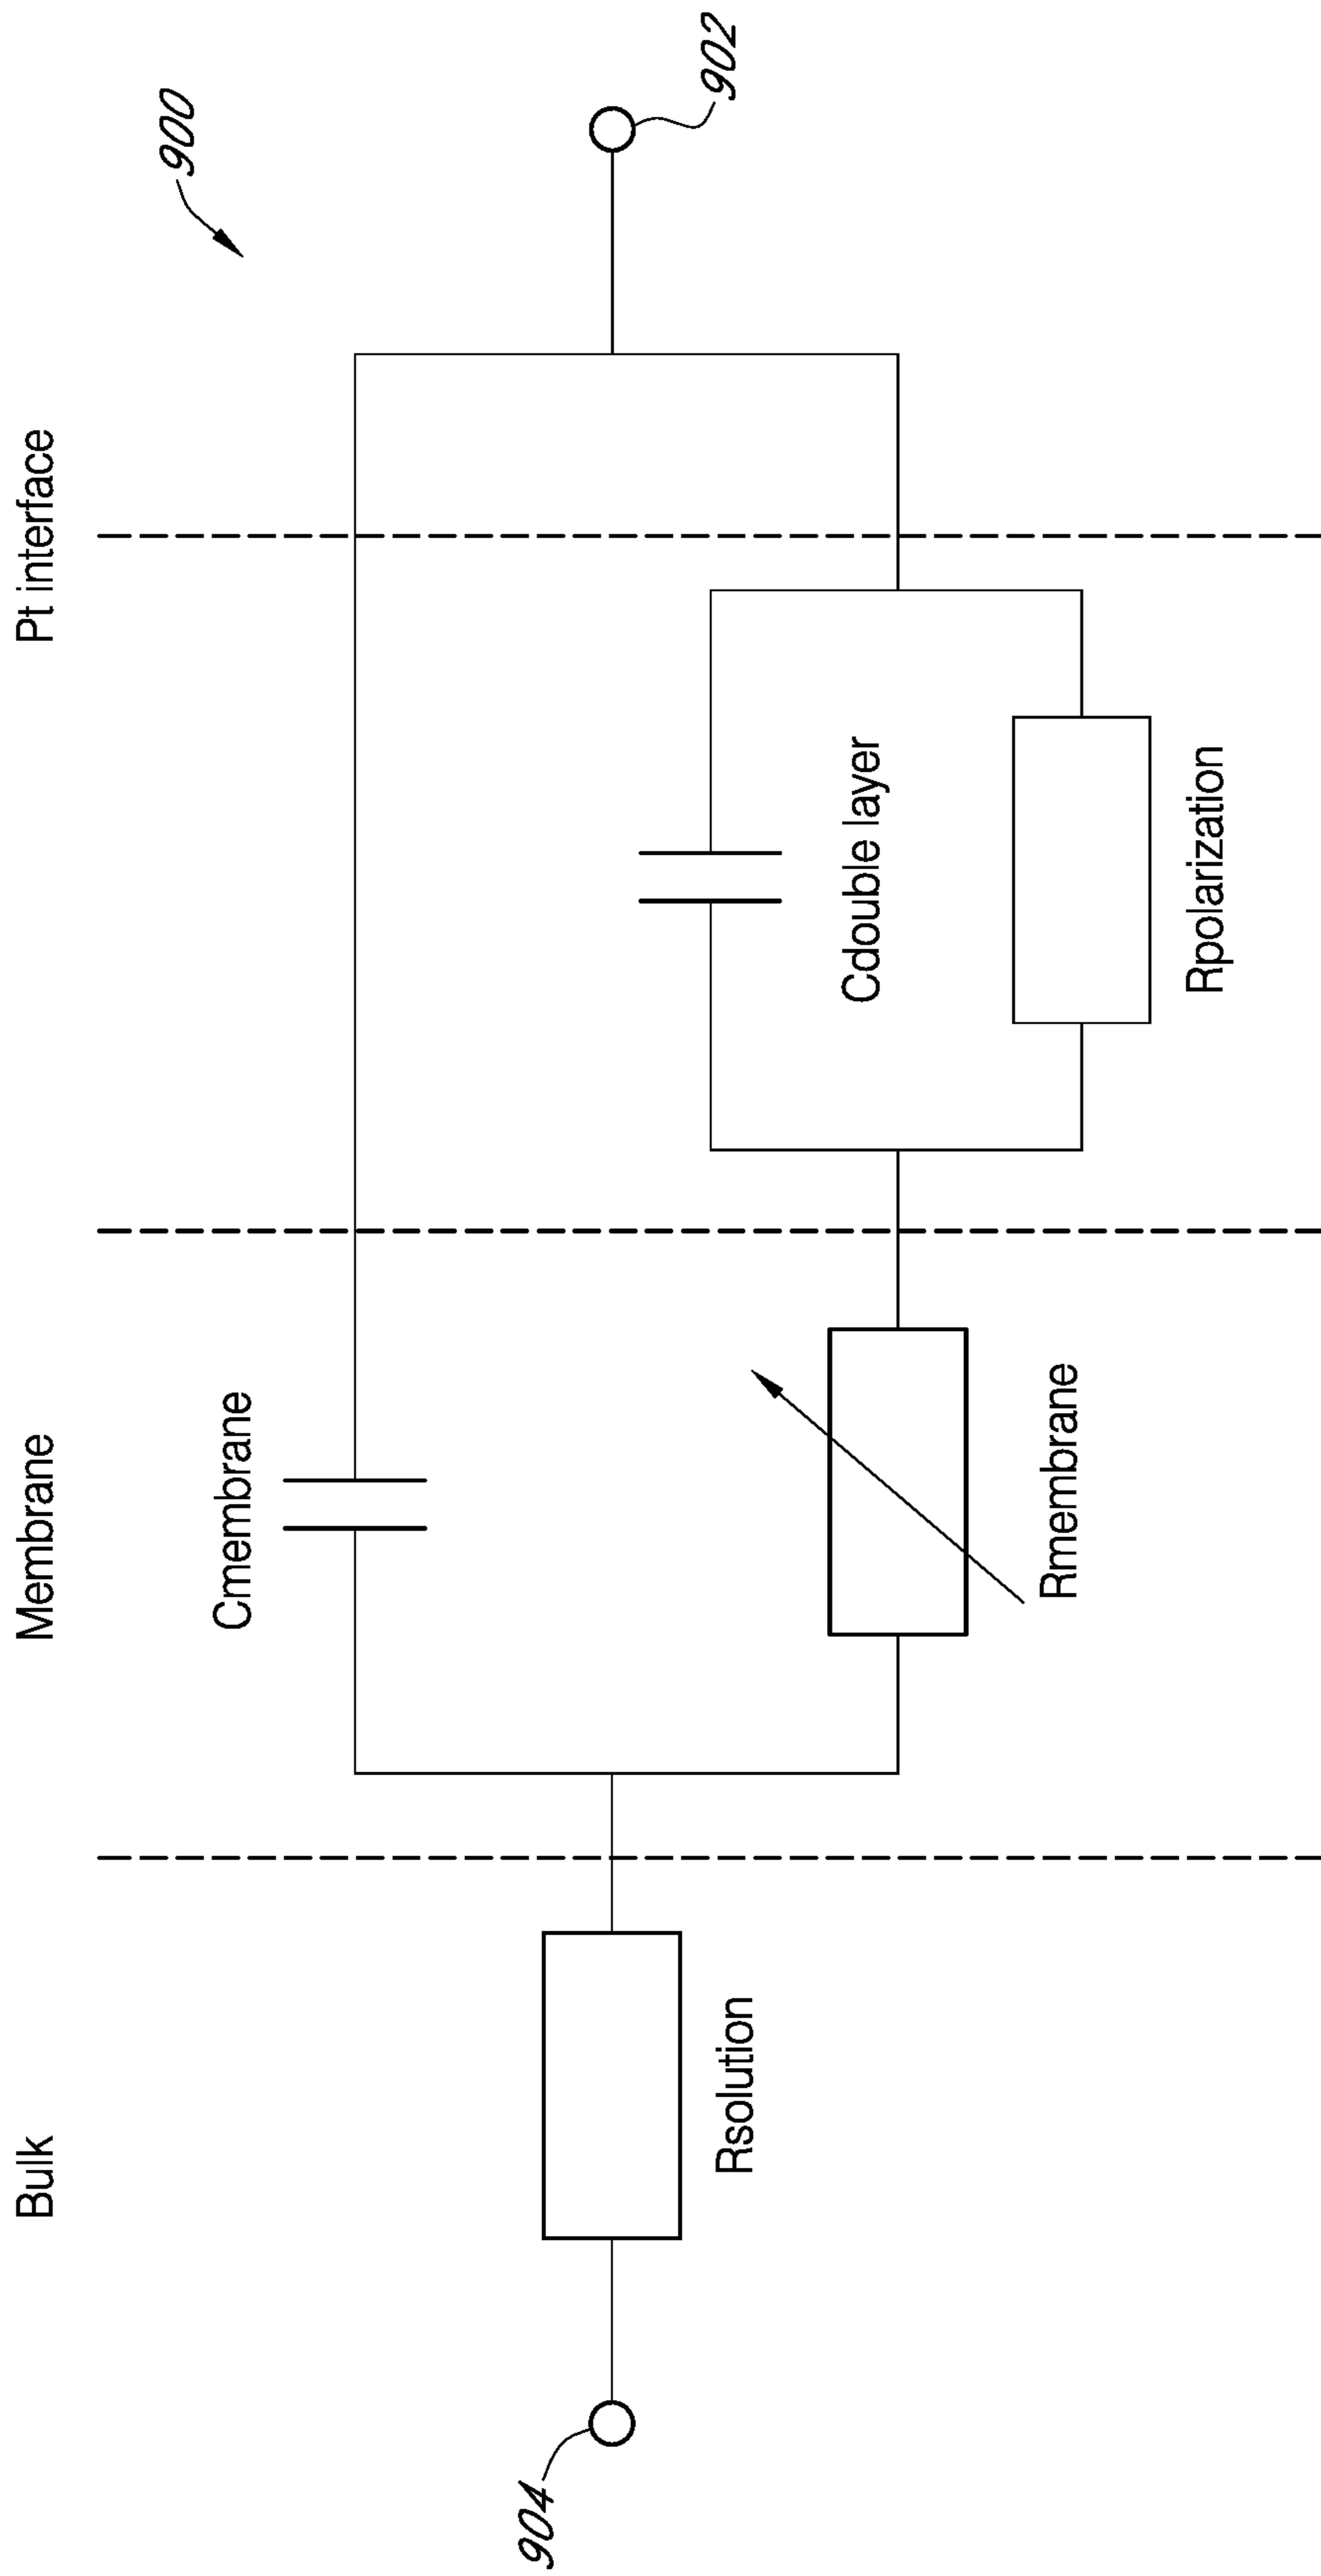 900
Bulk
Membrane
Pt interface
Cmembrane
902
904
Rsolution
Cdouble layer
Rmembrane
Rpolarization